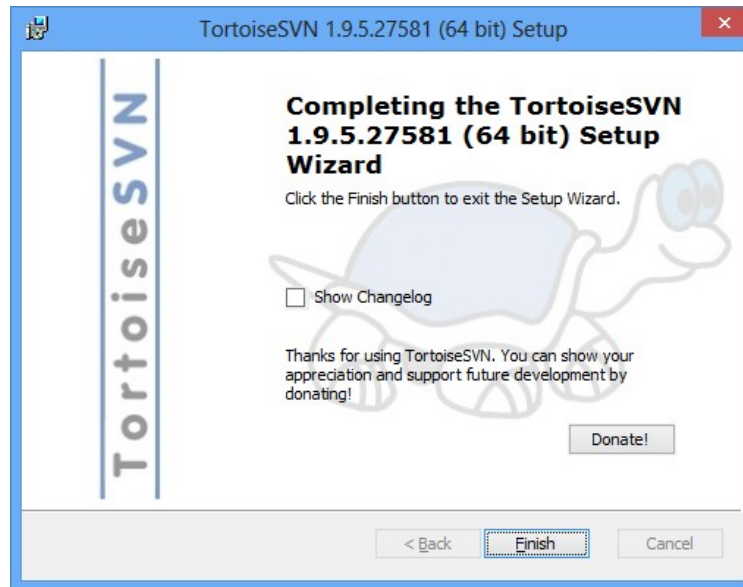 TortoiseSVN 1.9.5.27581 (64 bit) Setup
TortoiseSVN
Completing the TortoiseSVN
1.9.5.27581 (64 bit) Setup
Wizard
Click the Finish button to exit the Setup Wizard.
Show Changelog
Thanks for using TortoiseSVN. You can show your
appreciation and support future development by
donating!
Donate!
< Back Finish Cancel